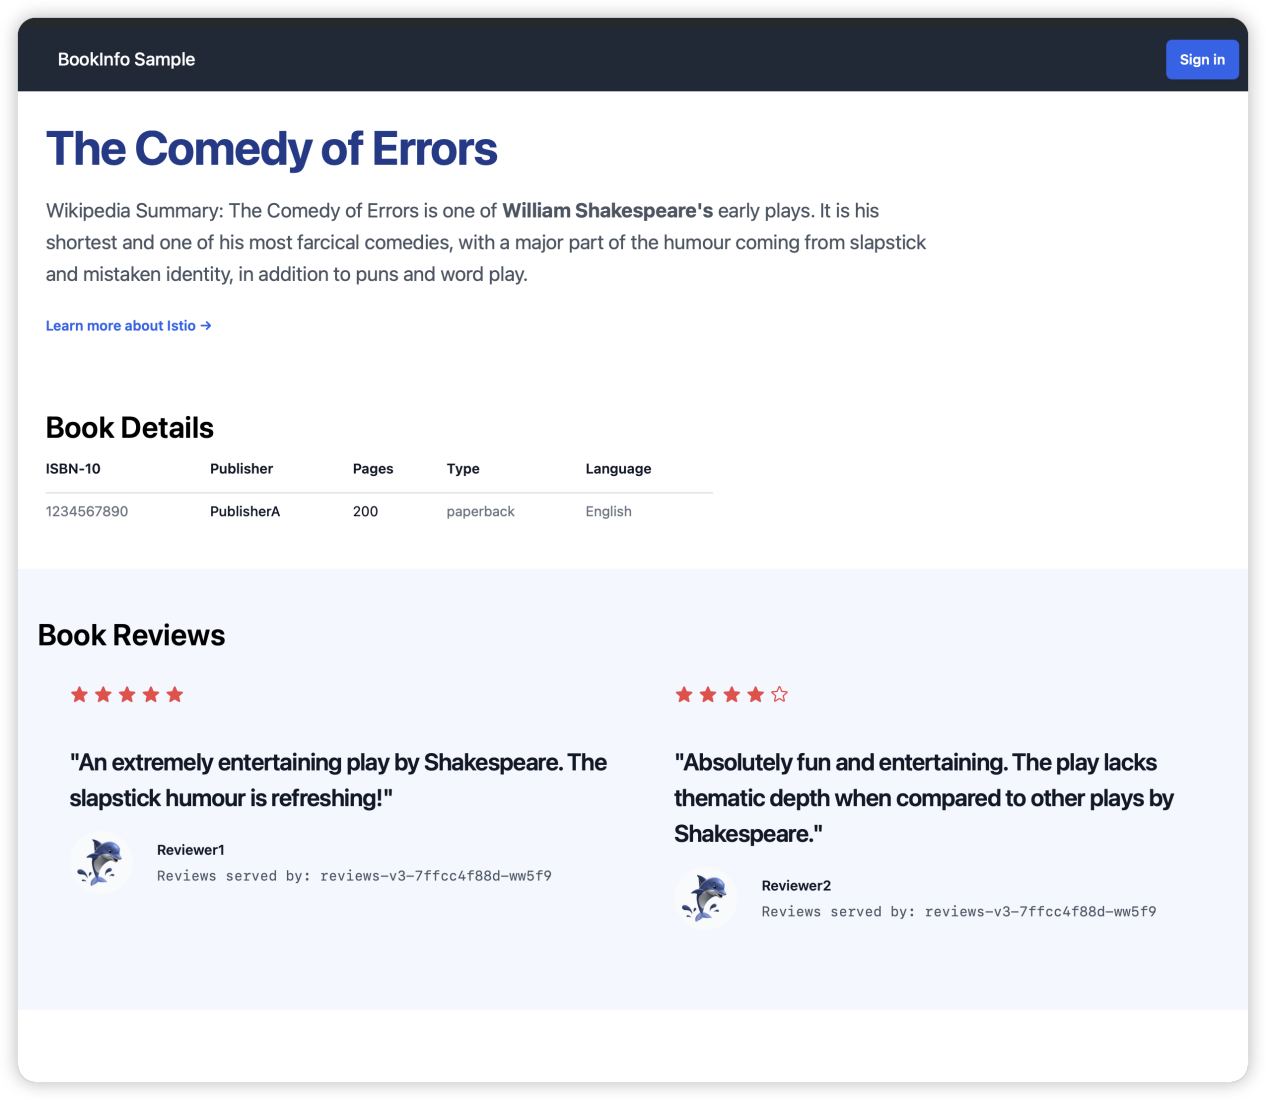 BookInfo Sample
Sign in
The Comedy of Errors
Wikipedia Summary: The Comedy of Errors is one of William Shakespeare's early plays. It is his
shortest and one of his most farcical comedies, with a major part of the humour coming from slapstick
and mistaken identity, in addition to puns and word play.
Learn more about Istio →
Book Details
ISBN-10 Publisher Pages Type Language
1234567890 PublisherA 200 paperback English
Book Reviews
"An extremely entertaining play by Shakespeare. The
slapstick humour is refreshing!"
Reviewer1
Reviews served by: reviews-v3-7ffcc4f88d-ww5f9
"Absolutely fun and entertaining. The play lacks
thematic depth when compared to other plays by
Shakespeare."
Reviewer2
Reviews served by: reviews-v3-7ffcc4f88d-ww5f9